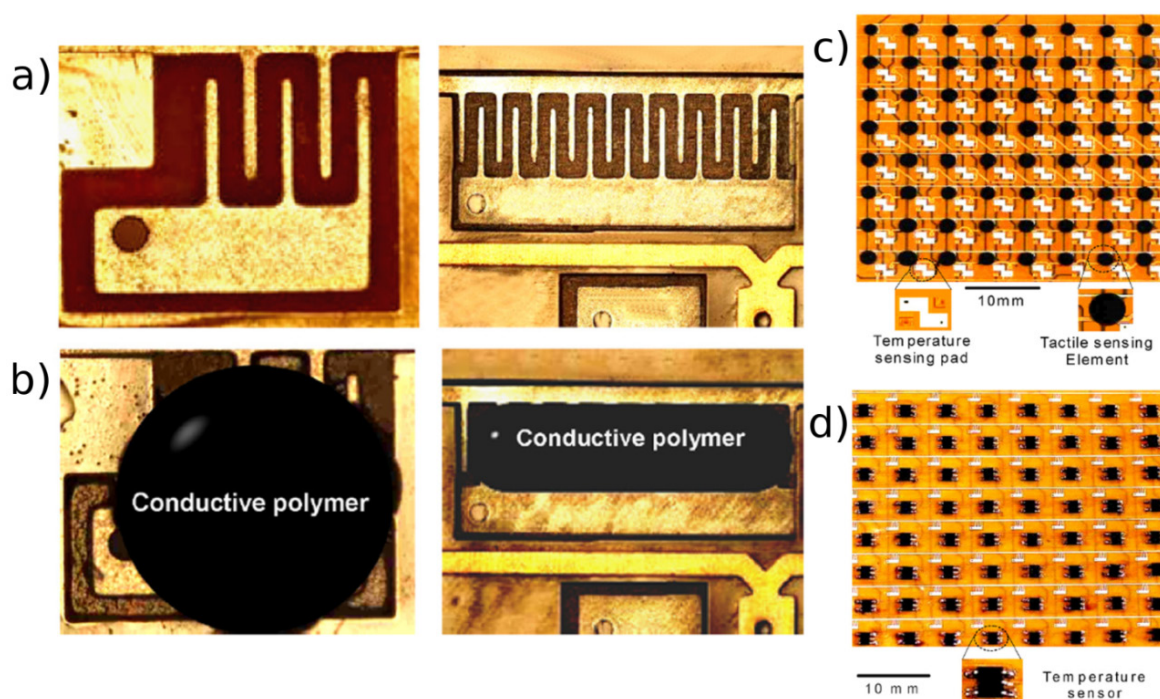 a)
b)
Conductive polymer
Conductive polymer
c)
10mm
Temperature
sensing pad
Tactile sensing
Element
d)
10 mm
Temperature
sensor